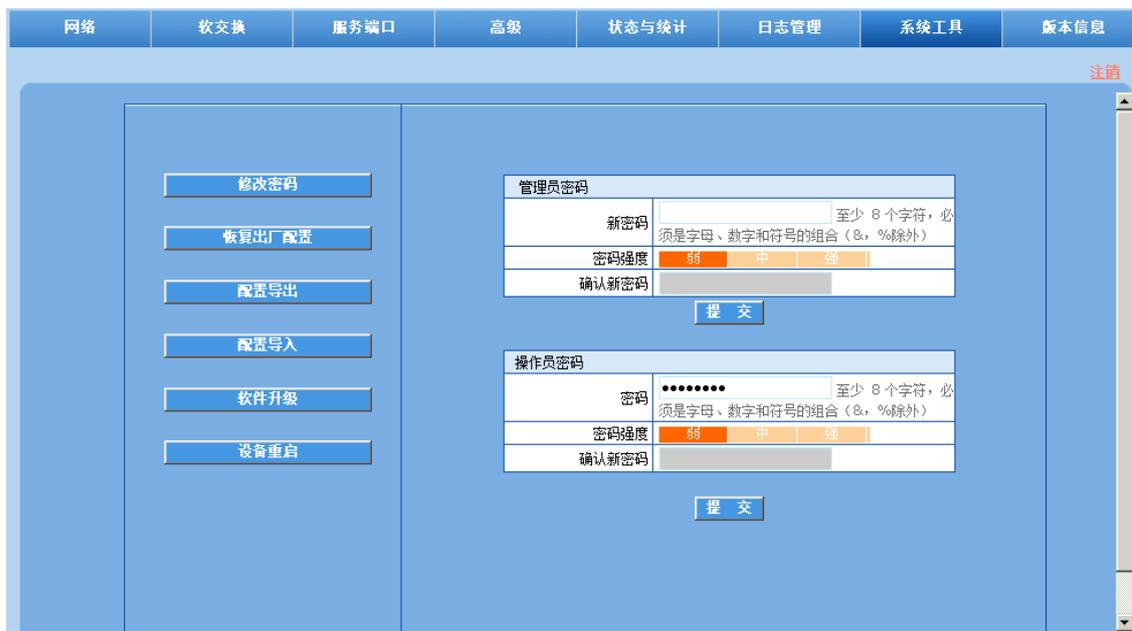 网络 软交换 服务端口 高级 状态与统计 日志管理 系统工具 版本信息
注销
修改密码
恢复出厂配置
配置导出
配置导入
软件升级
设备重启
管理员密码
新密码 至少 8个字符，必
须是字母、数字和符号的组合（&，%除外）
密码强度 弱 中 强
确认新密码
提 交
操作员密码
密码 ●●●●●●●● 至少 8个字符，必
须是字母、数字和符号的组合（&，%除外）
密码强度 弱 中 强
确认新密码
提 交